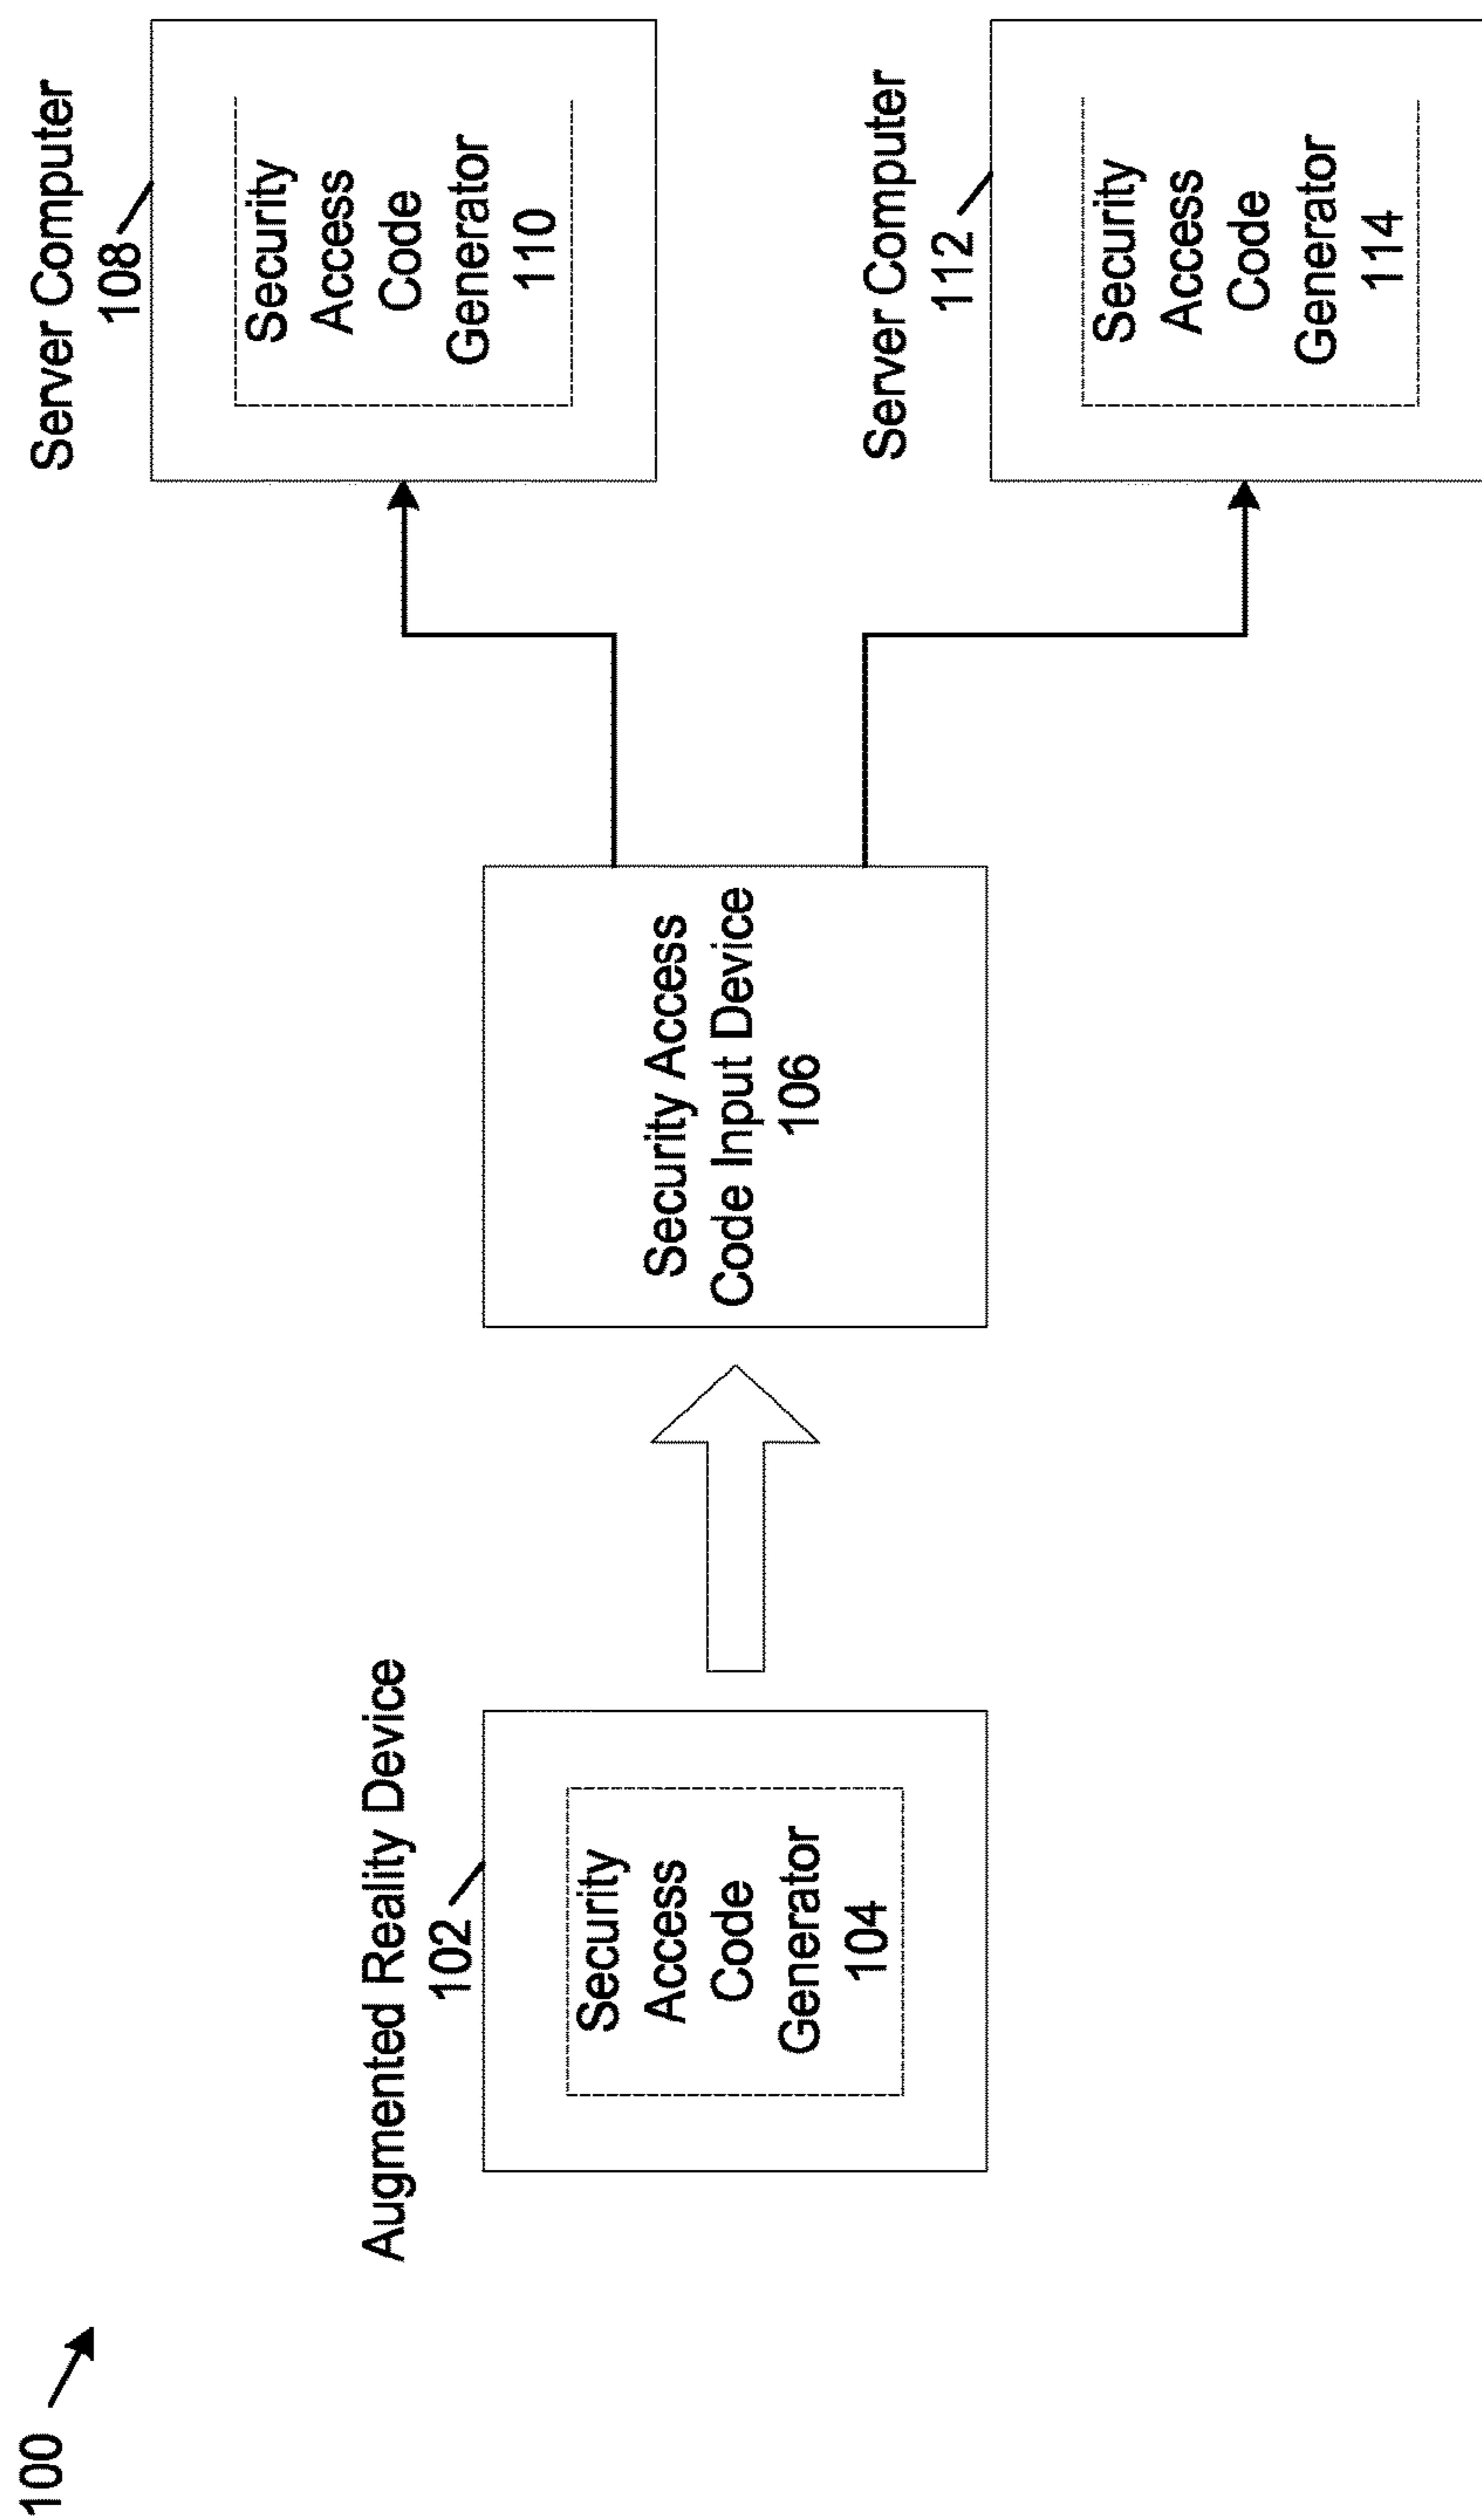 100
Augmented Reality Device
102
Security
Access
Code
Generator
104
Security Access
Code Input Device
106
Server Computer
108
Security
Access
Code
Generator
110
Server Computer
112
Security
Access
Code
Generator
114